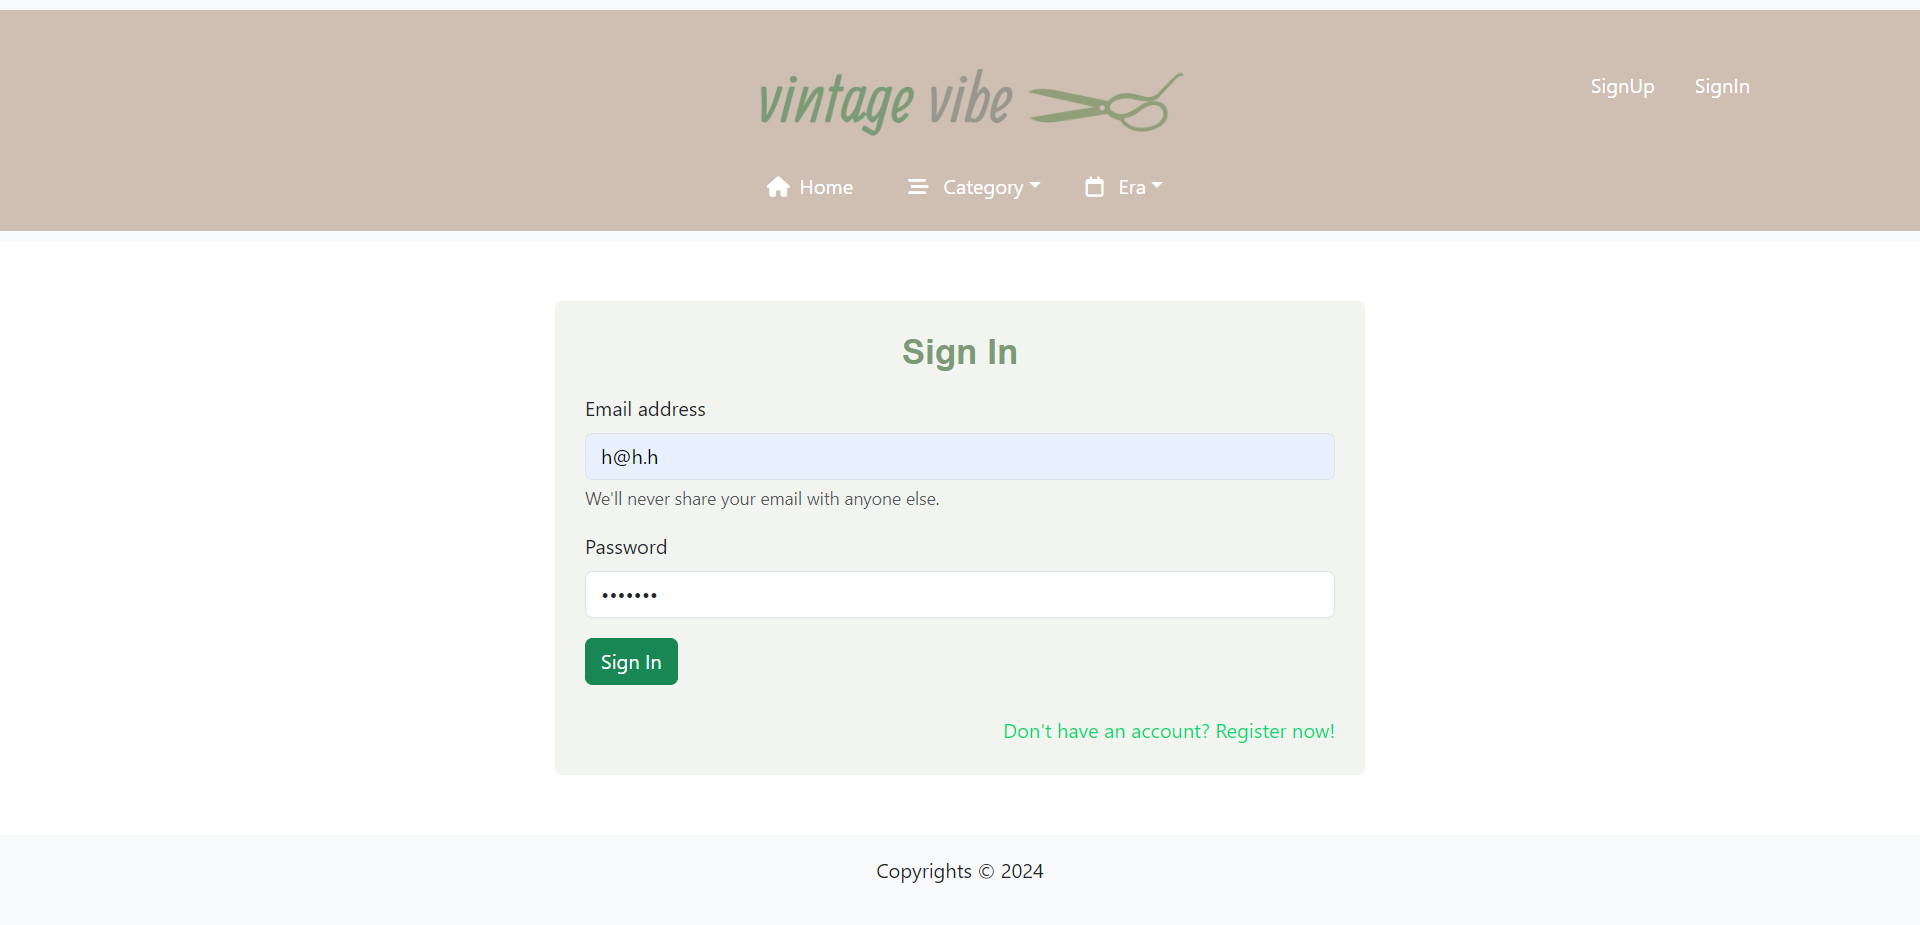 vintage vibe
SignUp SignIn
Home Category Era
Sign In
Email address
h@h.h
We'll never share your email with anyone else.
Password
•••••••
Sign In
Don't have an account? Register now!
Copyrights © 2024